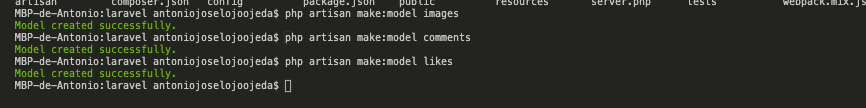 artisan composer.json config package.json public resources server.php tests webpack.mix.js
MBP-de-Antonio:laravel antoniojoselojoojeda$ php artisan make:model images
Model created successfully.
MBP-de-Antonio:laravel antoniojoselojoojeda$ php artisan make:model comments
Model created successfully.
MBP-de-Antonio:laravel antoniojoselojoojeda$ php artisan make:model likes
Model created successfully.
MBP-de-Antonio:laravel antoniojoselojoojeda$